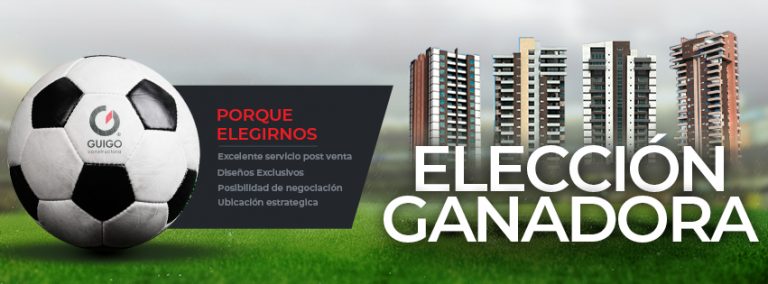 GUIGO
constructora
PORQUE
ELEGIRNOS
Excelente servicio post venta
Diseños Exclusivos
Posibilidad de negociación
Ubicación estrategica
ELECCIÓN
GANADORA